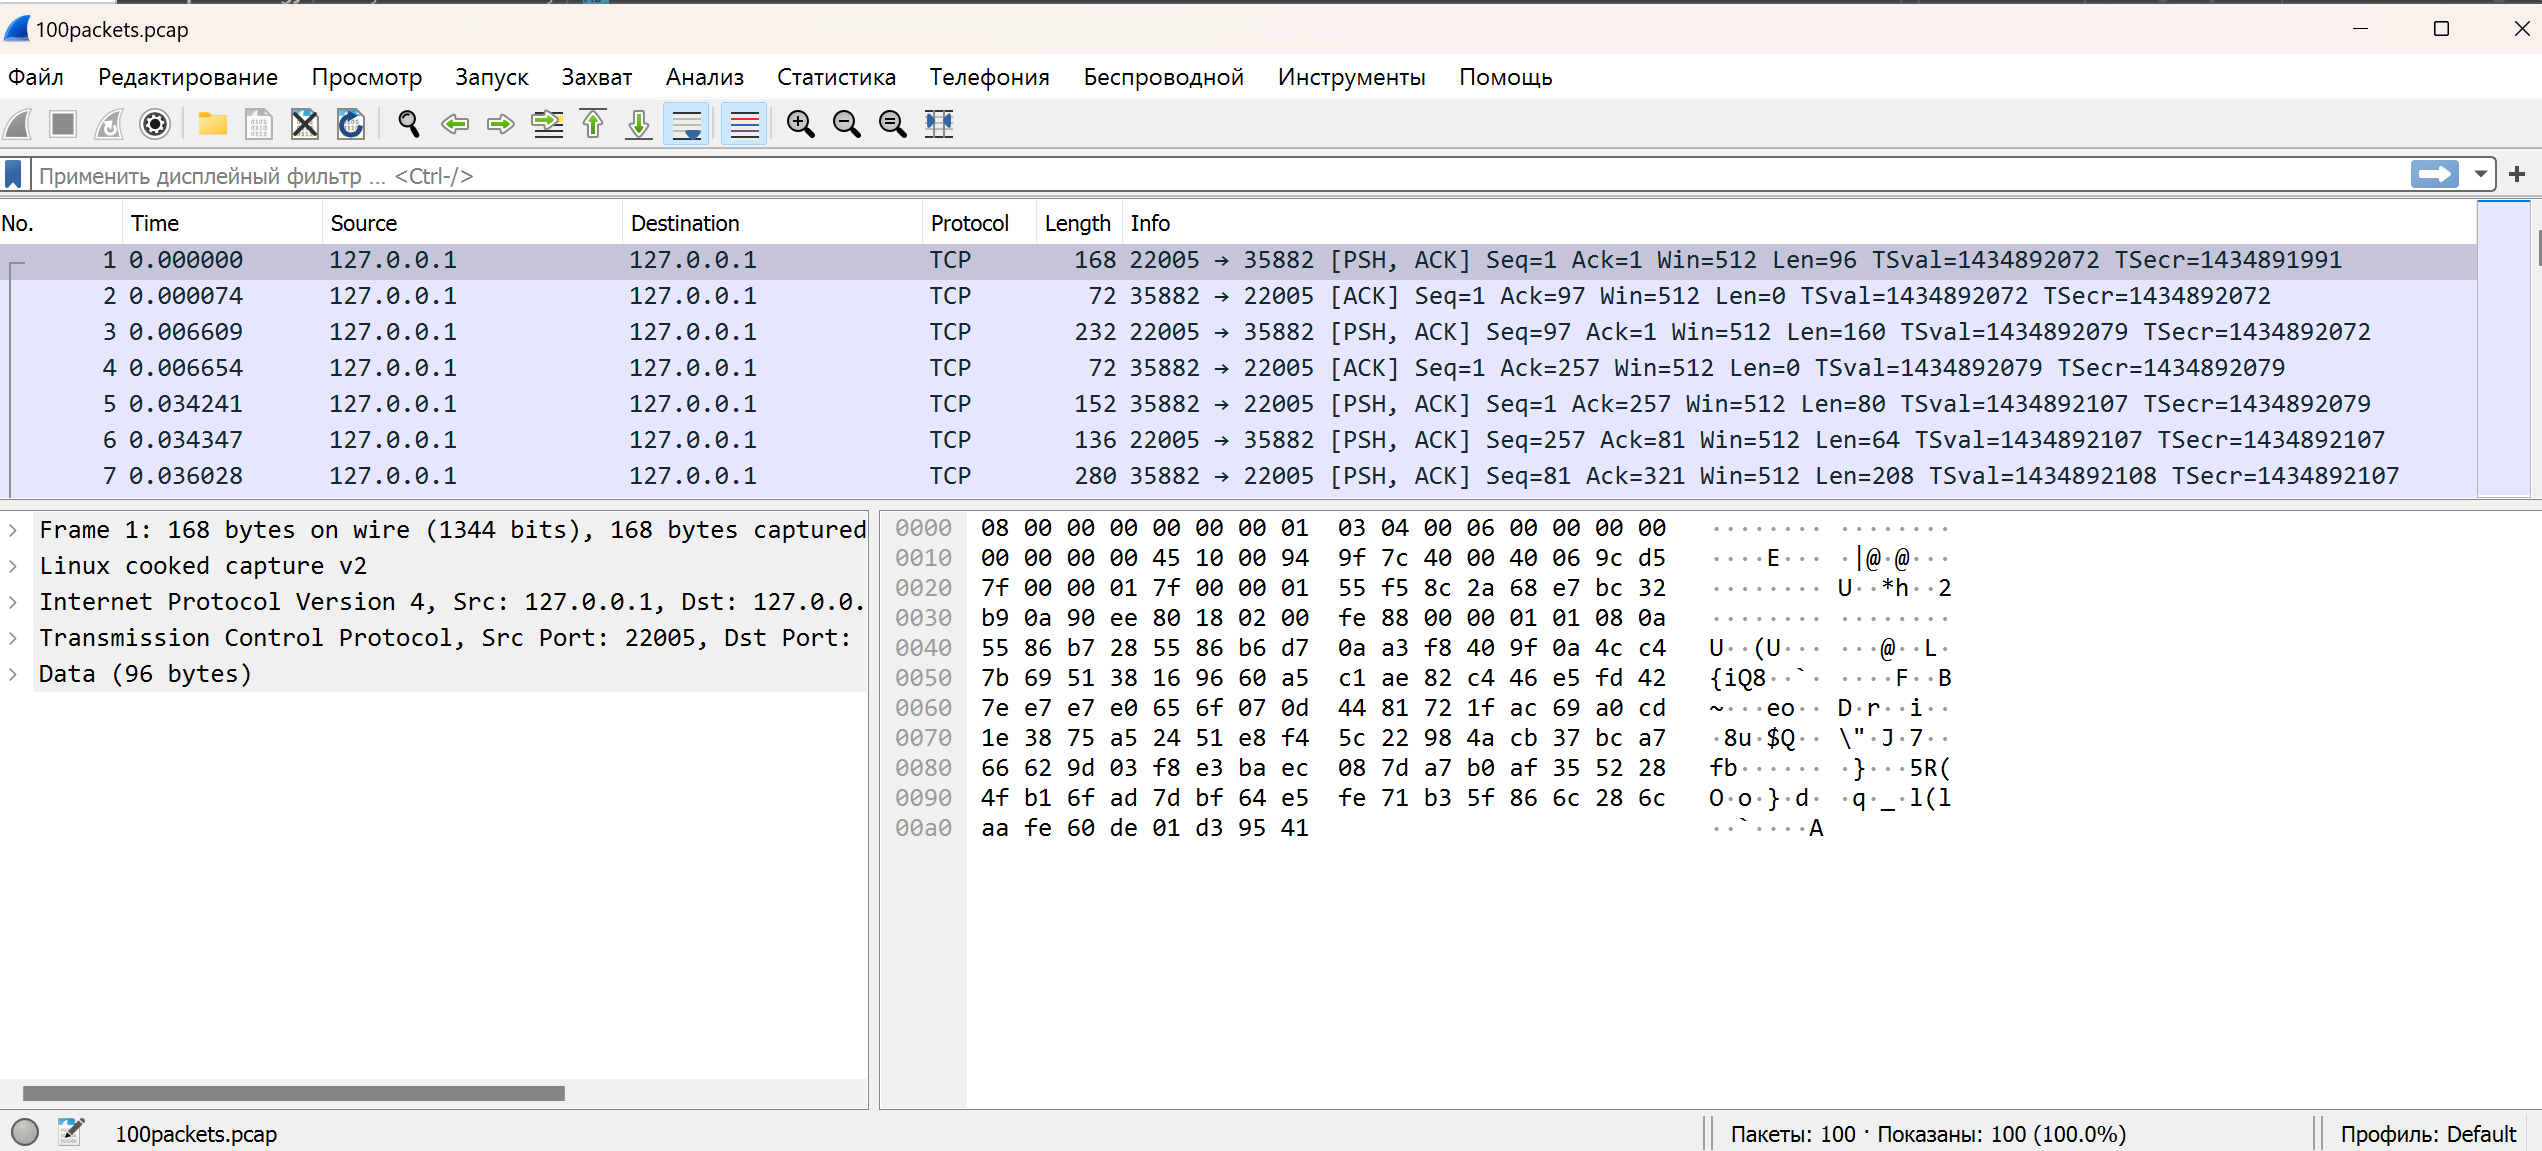 100packets.pcap
Файл Редактирование Просмотр Запуск Захват Анализ Статистика Телефония Беспроводной Инструменты Помощь
Применить дисплейный фильтр ... <Ctrl-/>
No. Time Source Destination Protocol Length Info
1 0.000000 127.0.0.1 127.0.0.1 TCP 168 22005 → 35882 [PSH, ACK] Seq=1 Ack=1 Win=512 Len=96 TSval=1434892072 TSecr=1434891991
2 0.000074 127.0.0.1 127.0.0.1 TCP 72 35882 → 22005 [ACK] Seq=1 Ack=97 Win=512 Len=0 TSval=1434892072 TSecr=1434892072
3 0.006609 127.0.0.1 127.0.0.1 TCP 232 22005 → 35882 [PSH, ACK] Seq=97 Ack=1 Win=512 Len=160 TSval=1434892079 TSecr=1434892072
4 0.006654 127.0.0.1 127.0.0.1 TCP 72 35882 → 22005 [ACK] Seq=1 Ack=257 Win=512 Len=0 TSval=1434892079 TSecr=1434892079
5 0.034241 127.0.0.1 127.0.0.1 TCP 152 35882 → 22005 [PSH, ACK] Seq=1 Ack=257 Win=512 Len=80 TSval=1434892107 TSecr=1434892079
6 0.034347 127.0.0.1 127.0.0.1 TCP 136 22005 → 35882 [PSH, ACK] Seq=257 Ack=81 Win=512 Len=64 TSval=1434892107 TSecr=1434892107
7 0.036028 127.0.0.1 127.0.0.1 TCP 280 35882 → 22005 [PSH, ACK] Seq=81 Ack=321 Win=512 Len=208 TSval=1434892108 TSecr=1434892107
Frame 1: 168 bytes on wire (1344 bits), 168 bytes captured
Linux cooked capture v2
Internet Protocol Version 4, Src: 127.0.0.1, Dst: 127.0.0.
Transmission Control Protocol, Src Port: 22005, Dst Port:
Data (96 bytes)
0000 08 00 00 00 00 00 00 01 03 04 00 06 00 00 00 00 ········ ········
0010 00 00 00 00 45 10 00 94 9f 7c 40 00 40 06 9c d5 ····E··· ·|@·@···
0020 7f 00 00 01 7f 00 00 01 55 f5 8c 2a 68 e7 bc 32 ········ U··*h··2
0030 b9 0a 90 ee 80 18 02 00 fe 88 00 00 01 01 08 0a ········ ········
0040 55 86 b7 28 55 86 b6 d7 0a a3 f8 40 9f 0a 4c c4 U··(U··· ···@··L·
0050 7b 69 51 38 16 96 60 a5 c1 ae 82 c4 46 e5 fd 42 {iQ8··`· ····F··B
0060 7e e7 e7 e0 65 6f 07 0d 44 81 72 1f ac 69 a0 cd ~···eo·· D·r··i··
0070 1e 38 75 a5 24 51 e8 f4 5c 22 98 4a cb 37 bc a7 ·8u·$Q·· \"·J·7··
0080 66 62 9d 03 f8 e3 ba ec 08 7d a7 b0 af 35 52 28 fb······ ·}···5R(
0090 4f b1 6f ad 7d bf 64 e5 fe 71 b3 5f 86 6c 28 6c O·o·}·d· ·q·_·l(l
00a0 aa fe 60 de 01 d3 95 41 ··`····A
100packets.pcap
Пакеты: 100 · Показаны: 100 (100.0%)
Профиль: Default